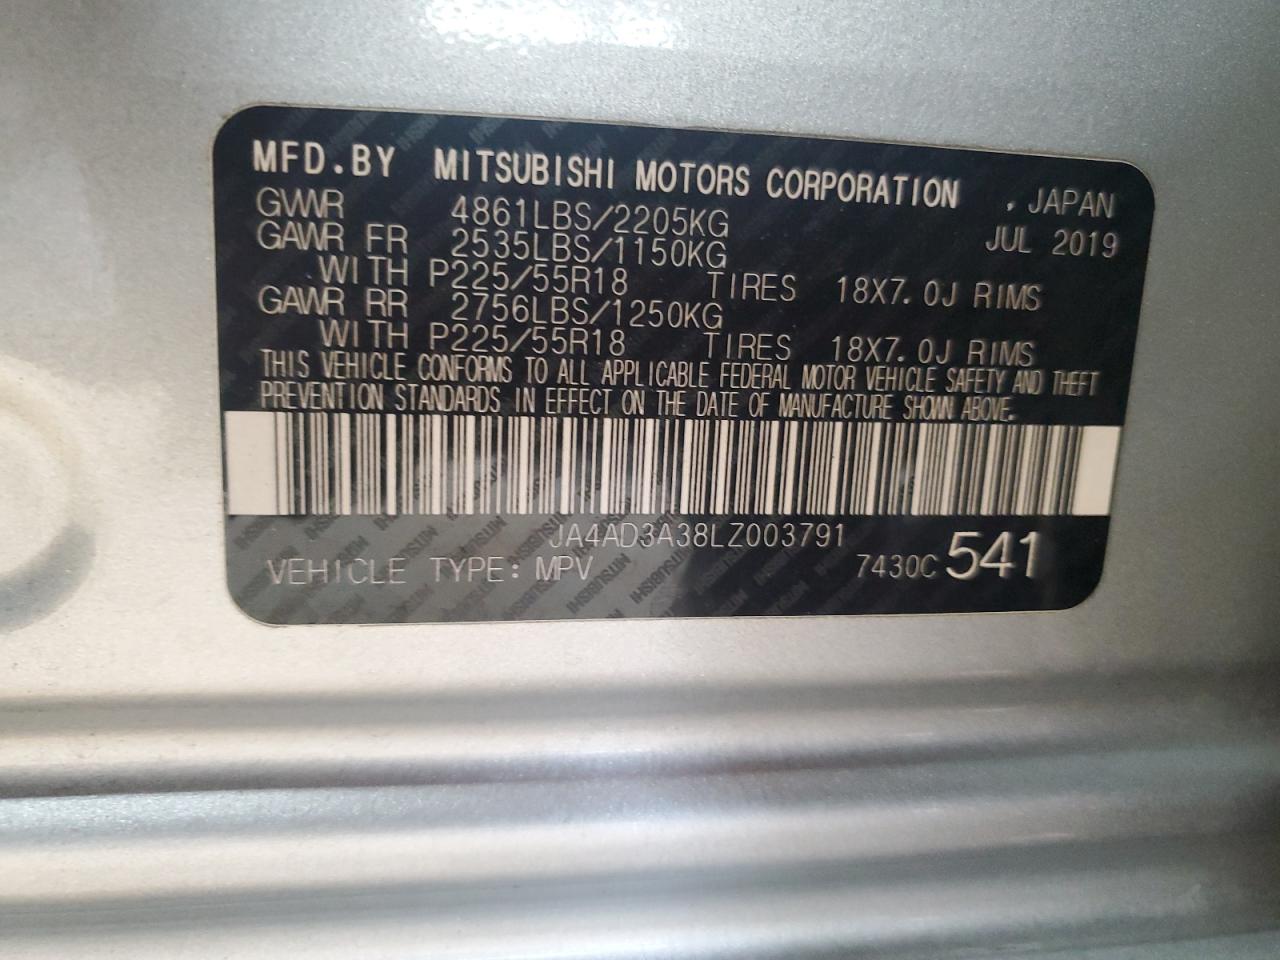 MFD.BY MITSUBISHI MOTORS CORPORATION , JAPAN
GVWR 4861LBS/2205KG JUL 2019
GAWR FR 2535LBS/1150KG
WITH P225/55R18 TIRES 18X7.0J RIMS
GAWR RR 2756LBS/1250KG
WITH P225/55R18 TIRES 18X7.0J RIMS
THIS VEHICLE CONFORMS TO ALL APPLICABLE FEDERAL MOTOR VEHICLE SAFETY AND THEFT
PREVENTION STANDARDS IN EFFECT ON THE DATE OF MANUFACTURE SHOWN ABOVE.
JA4AD3A38LZ003791
VEHICLE TYPE: MPV 7430C 541